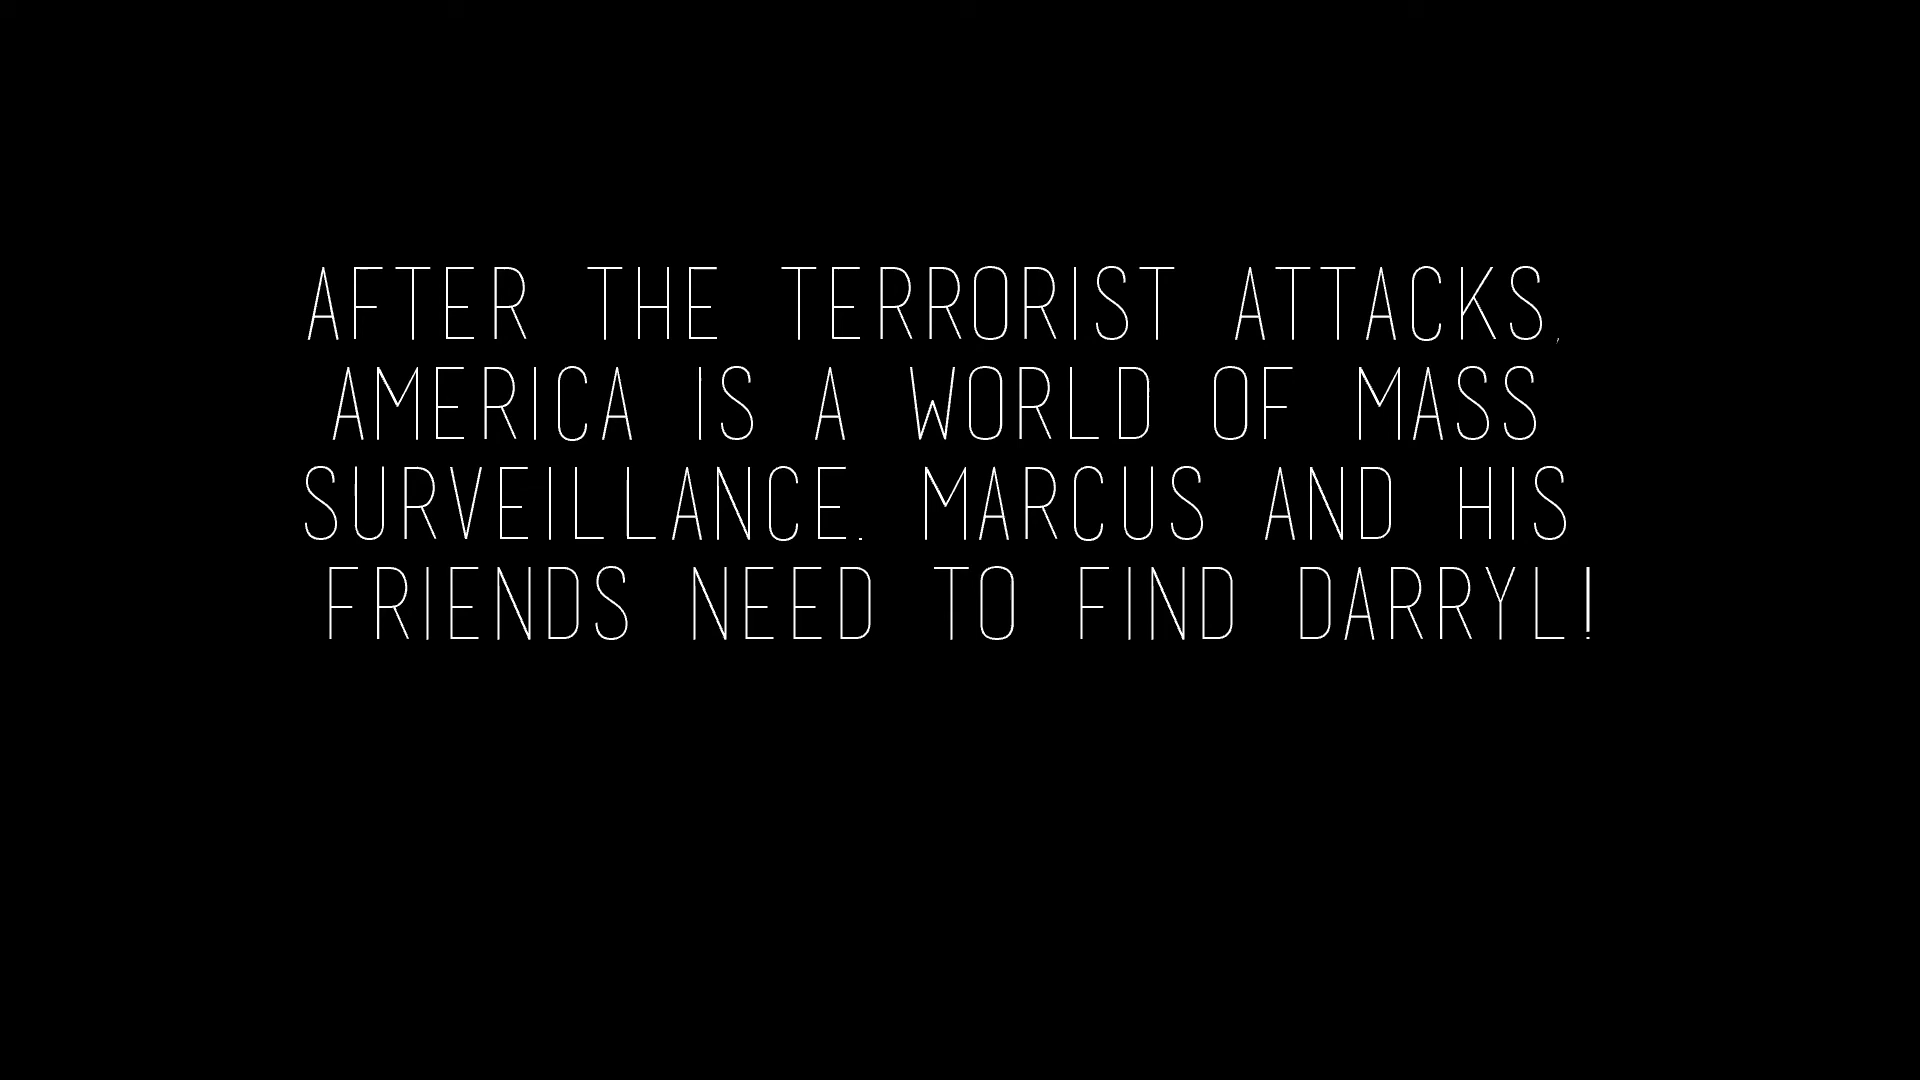 AFTER THE TERRORIST ATTACKS,
AMERICA IS A WORLD OF MASS
SURVEILLANCE. MARCUS AND HIS
FRIENDS NEED TO FIND DARRYL!